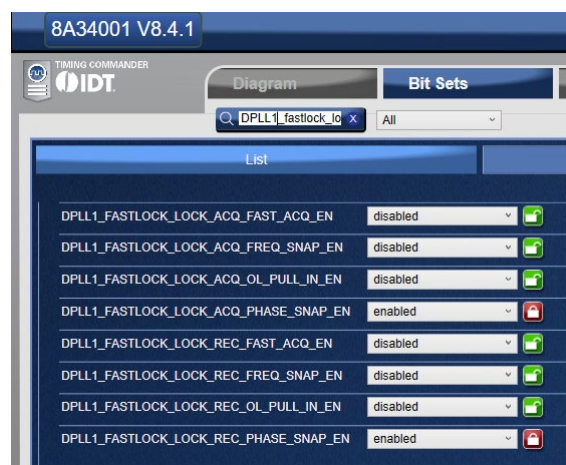 8A34001 V8.4.1
TIMING COMMANDER
IDT.
Diagram
Bit Sets
DPLL1_fastlock_lo x
All
List
DPLL1_FASTLOCK_LOCK_ACQ_FAST_ACQ_EN disabled
DPLL1_FASTLOCK_LOCK_ACQ_FREQ_SNAP_EN disabled
DPLL1_FASTLOCK_LOCK_ACQ_OL_PULL_IN_EN disabled
DPLL1_FASTLOCK_LOCK_ACQ_PHASE_SNAP_EN enabled
DPLL1_FASTLOCK_LOCK_REC_FAST_ACQ_EN disabled
DPLL1_FASTLOCK_LOCK_REC_FREQ_SNAP_EN disabled
DPLL1_FASTLOCK_LOCK_REC_OL_PULL_IN_EN disabled
DPLL1_FASTLOCK_LOCK_REC_PHASE_SNAP_EN enabled